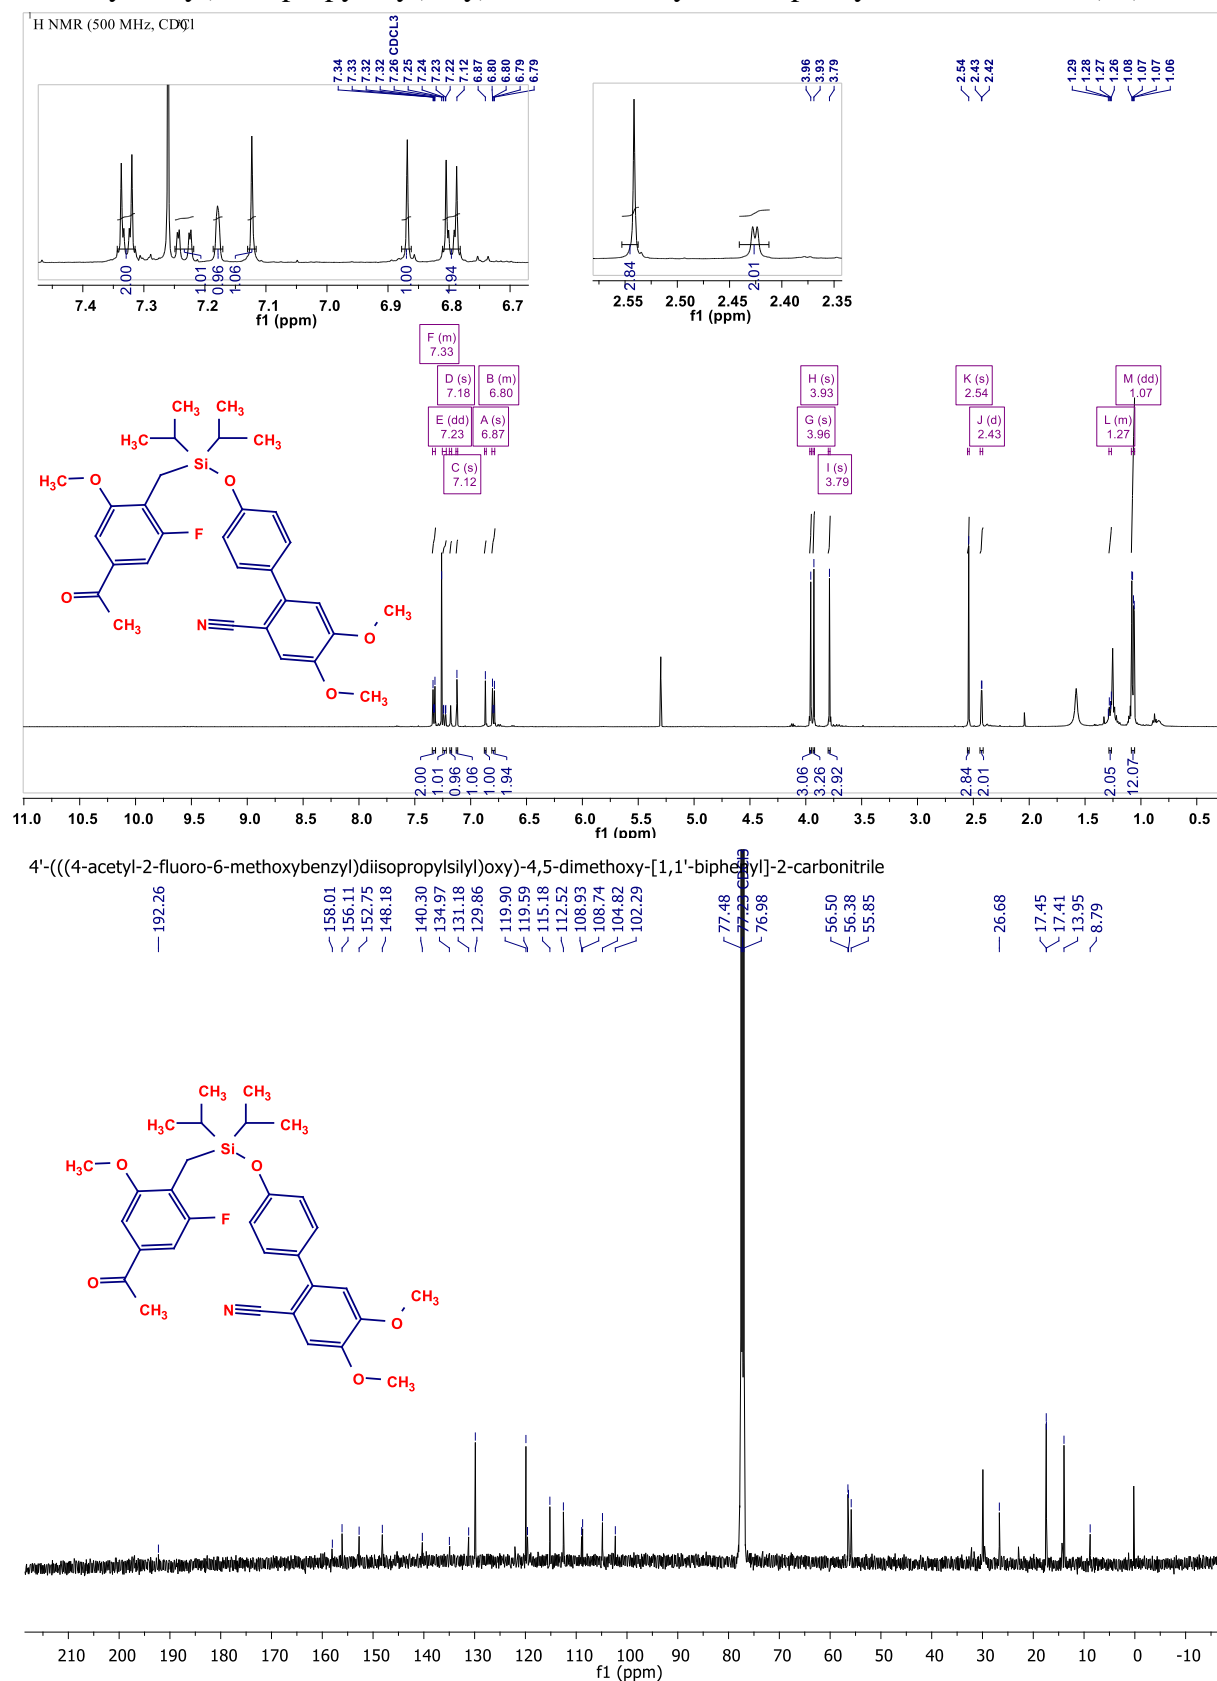 H NMR (500 MHz, CDCl
7.34
7.33
7.32
7.32
7.26 CDCL3
7.25
7.24
7.23
7.22
7.12
6.87
6.80
6.80
6.79
6.79
3.96
3.93
3.79
2.54
2.43
2.42
1.29
1.28
1.27
1.26
1.08
1.07
1.07
1.06
2.00
1.01
0.96
1.06
1.00
1.94
7.4 7.3 7.2 7.1 7.0 6.9 6.8 6.7
f1 (ppm)
2.84
2.01
2.55 2.50 2.45 2.40 2.35
f1 (ppm)
F (m)
7.33
D (s)
7.18
B (m)
6.80
H (s)
3.93
K (s)
2.54
M (dd)
1.07
E (dd)
7.23
A (s)
6.87
G (s)
3.96
J (d)
2.43
L (m)
1.27
C (s)
7.12
I (s)
3.79
CH3 CH3
H3C CH3
Si
H3C O
O
F
O
CH3
N
CH3
O
O CH3
2.00
1.01
0.96
1.06
1.00
1.94
3.06
3.26
2.92
2.84
2.01
2.05
12.07
11.0 10.5 10.0 9.5 9.0 8.5 8.0 7.5 7.0 6.5 6.0 5.5 5.0 4.5 4.0 3.5 3.0 2.5 2.0 1.5 1.0 0.5
f1 (ppm)
4'-(((4-acetyl-2-fluoro-6-methoxybenzyl)diisopropylsilyl)oxy)-4,5-dimethoxy-[1,1'-biphenyl]-2-carbonitrile
192.26
158.01
156.11
152.75
148.18
140.30
134.97
131.18
129.86
119.90
119.59
115.18
112.52
108.93
108.74
104.82
102.29
77.48
77.23 CDCl3
76.98
56.50
56.38
55.85
26.68
17.45
17.41
13.95
8.79
CH3 CH3
H3C CH3
Si
H3C O
O
F
O
CH3
N
CH3
O
O CH3
210 200 190 180 170 160 150 140 130 120 110 100 90 80 70 60 50 40 30 20 10 0 -10
f1 (ppm)